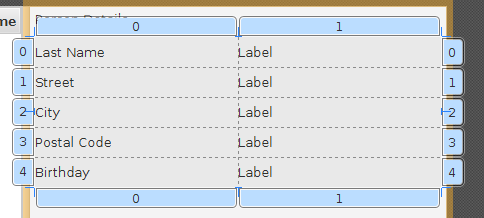 me
0 1
0 Last Name Label 0
1 Street Label 1
2 City Label 2
3 Postal Code Label 3
4 Birthday Label 4
0 1